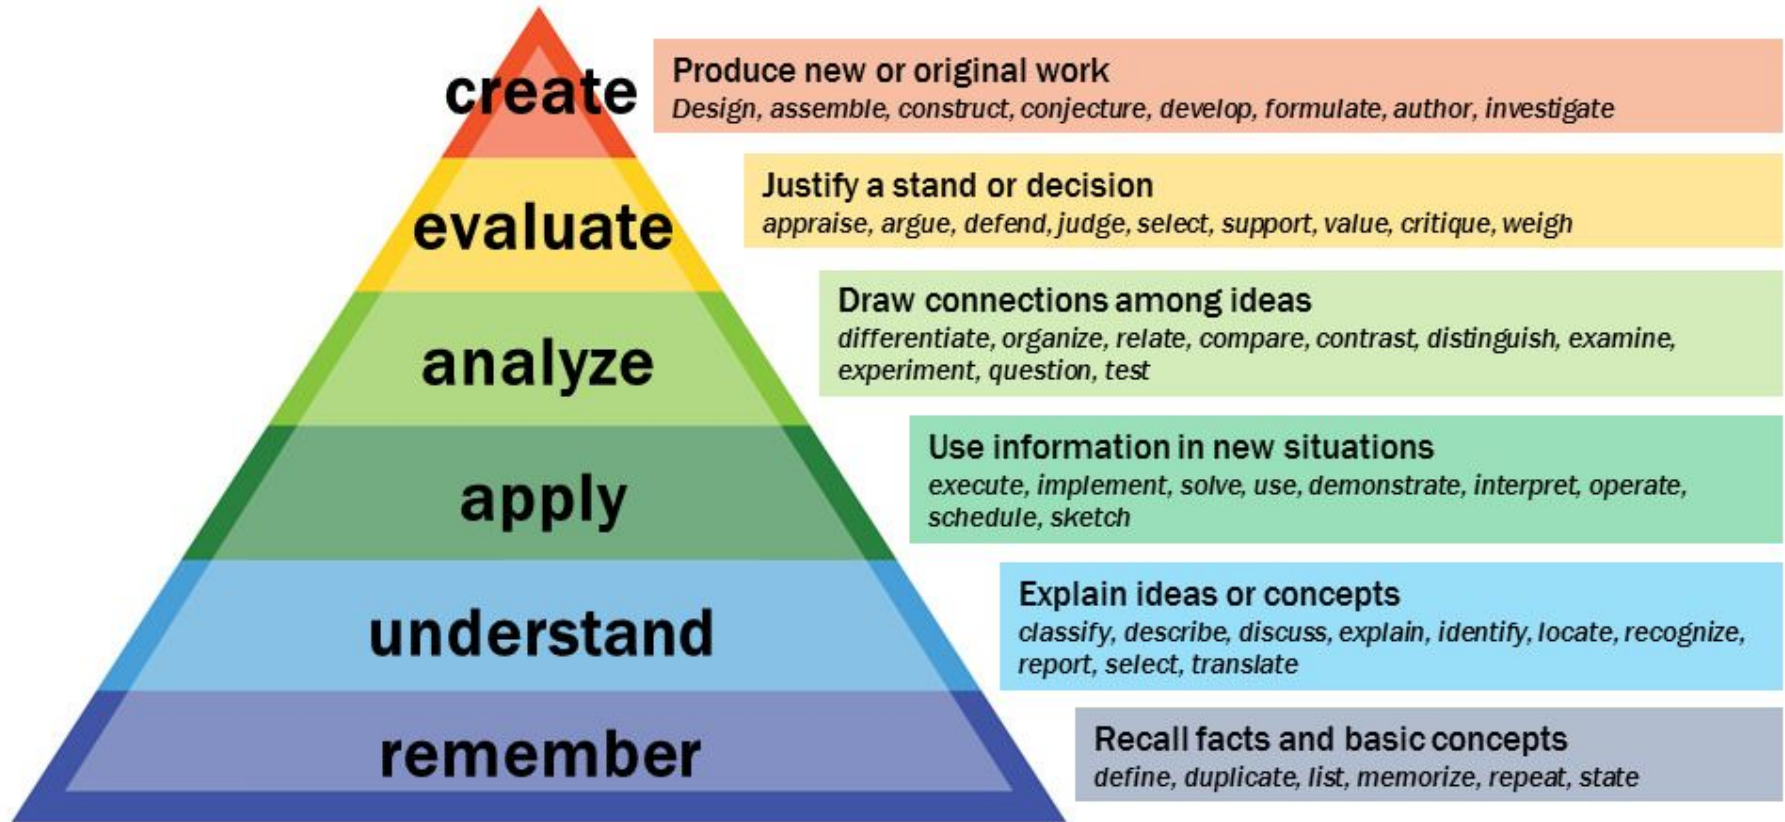 create
Produce new or original work
Design, assemble, construct, conjecture, develop, formulate, author, investigate
evaluate
Justify a stand or decision
appraise, argue, defend, judge, select, support, value, critique, weigh
analyze
Draw connections among ideas
differentiate, organize, relate, compare, contrast, distinguish, examine,
experiment, question, test
apply
Use information in new situations
execute, implement, solve, use, demonstrate, interpret, operate,
schedule, sketch
understand
Explain ideas or concepts
classify, describe, discuss, explain, identify, locate, recognize,
report, select, translate
remember
Recall facts and basic concepts
define, duplicate, list, memorize, repeat, state